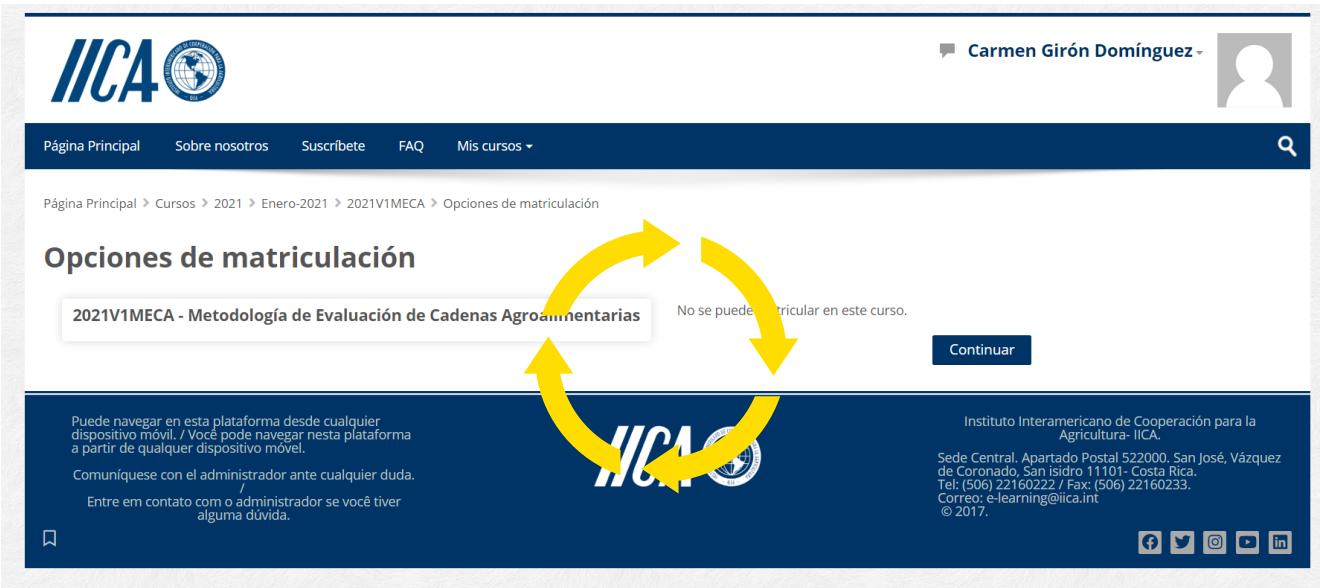 IICA
Carmen Girón Domínguez
Página Principal Sobre nosotros Suscríbete FAQ Mis cursos
Página Principal > Cursos > 2021 > Enero-2021 > 2021V1MECA > Opciones de matriculación
Opciones de matriculación
2021V1MECA - Metodología de Evaluación de Cadenas Agroalimentarias
No se puede matricular en este curso.
Continuar
Puede navegar en esta plataforma desde cualquier
dispositivo móvil. / Você pode navegar nesta plataforma
a partir de qualquer dispositivo móvel.
Comuníquese con el administrador ante cualquier duda.
/
Entre em contato com o administrador se você tiver
alguma dúvida.
IICA
Instituto Interamericano de Cooperación para la
Agricultura- IICA.
Sede Central. Apartado Postal 522000. San José, Vázquez
de Coronado, San isidro 11101- Costa Rica.
Tel: (506) 22160222 / Fax: (506) 22160233.
Correo: e-learning@iica.int
© 2017.